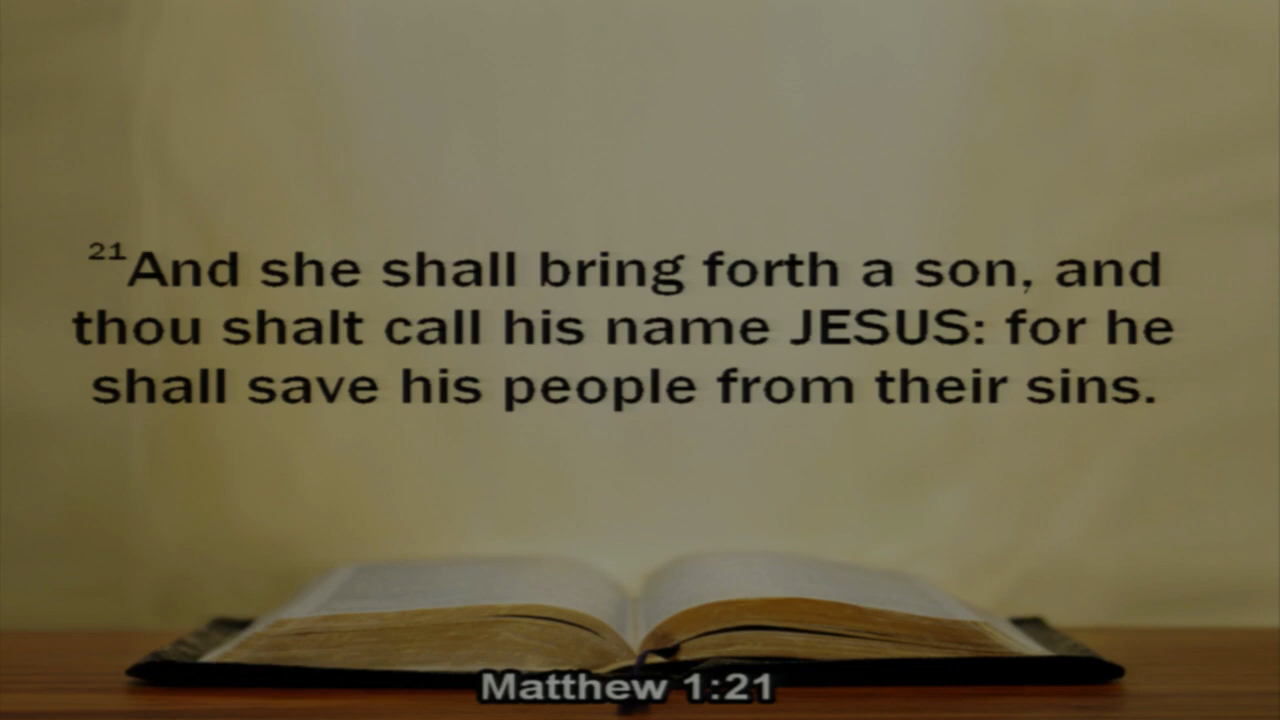 21And she shall bring forth a son, and
thou shalt call his name JESUS: for he
shall save his people from their sins.
Matthew 1:21